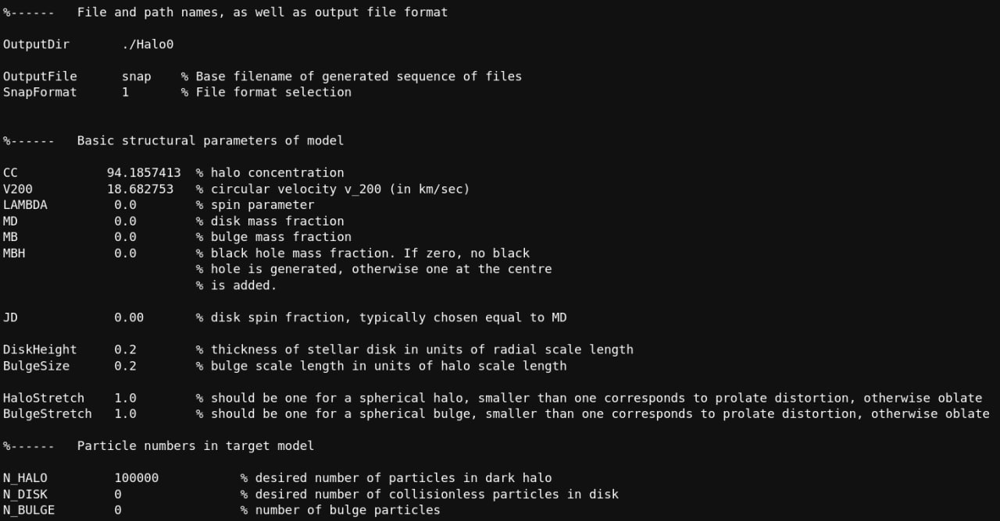 %------   File and path names, as well as output file format
OutputDir       ./Halo0
OutputFile      snap    % Base filename of generated sequence of files
SnapFormat      1       % File format selection
%------   Basic structural parameters of model
CC            94.1857413  % halo concentration
V200          18.682753   % circular velocity v_200 (in km/sec)
LAMBDA         0.0        % spin parameter
MD             0.0        % disk mass fraction
MB             0.0        % bulge mass fraction
MBH            0.0        % black hole mass fraction. If zero, no black
                          % hole is generated, otherwise one at the centre
                          % is added.
JD             0.00       % disk spin fraction, typically chosen equal to MD
DiskHeight     0.2        % thickness of stellar disk in units of radial scale length
BulgeSize      0.2        % bulge scale length in units of halo scale length
HaloStretch    1.0        % should be one for a spherical halo, smaller than one corresponds to prolate distortion, otherwise oblate
BulgeStretch   1.0        % should be one for a spherical bulge, smaller than one corresponds to prolate distortion, otherwise oblate
%------   Particle numbers in target model
N_HALO         100000           % desired number of particles in dark halo
N_DISK         0                % desired number of collisionless particles in disk
N_BULGE        0                % number of bulge particles